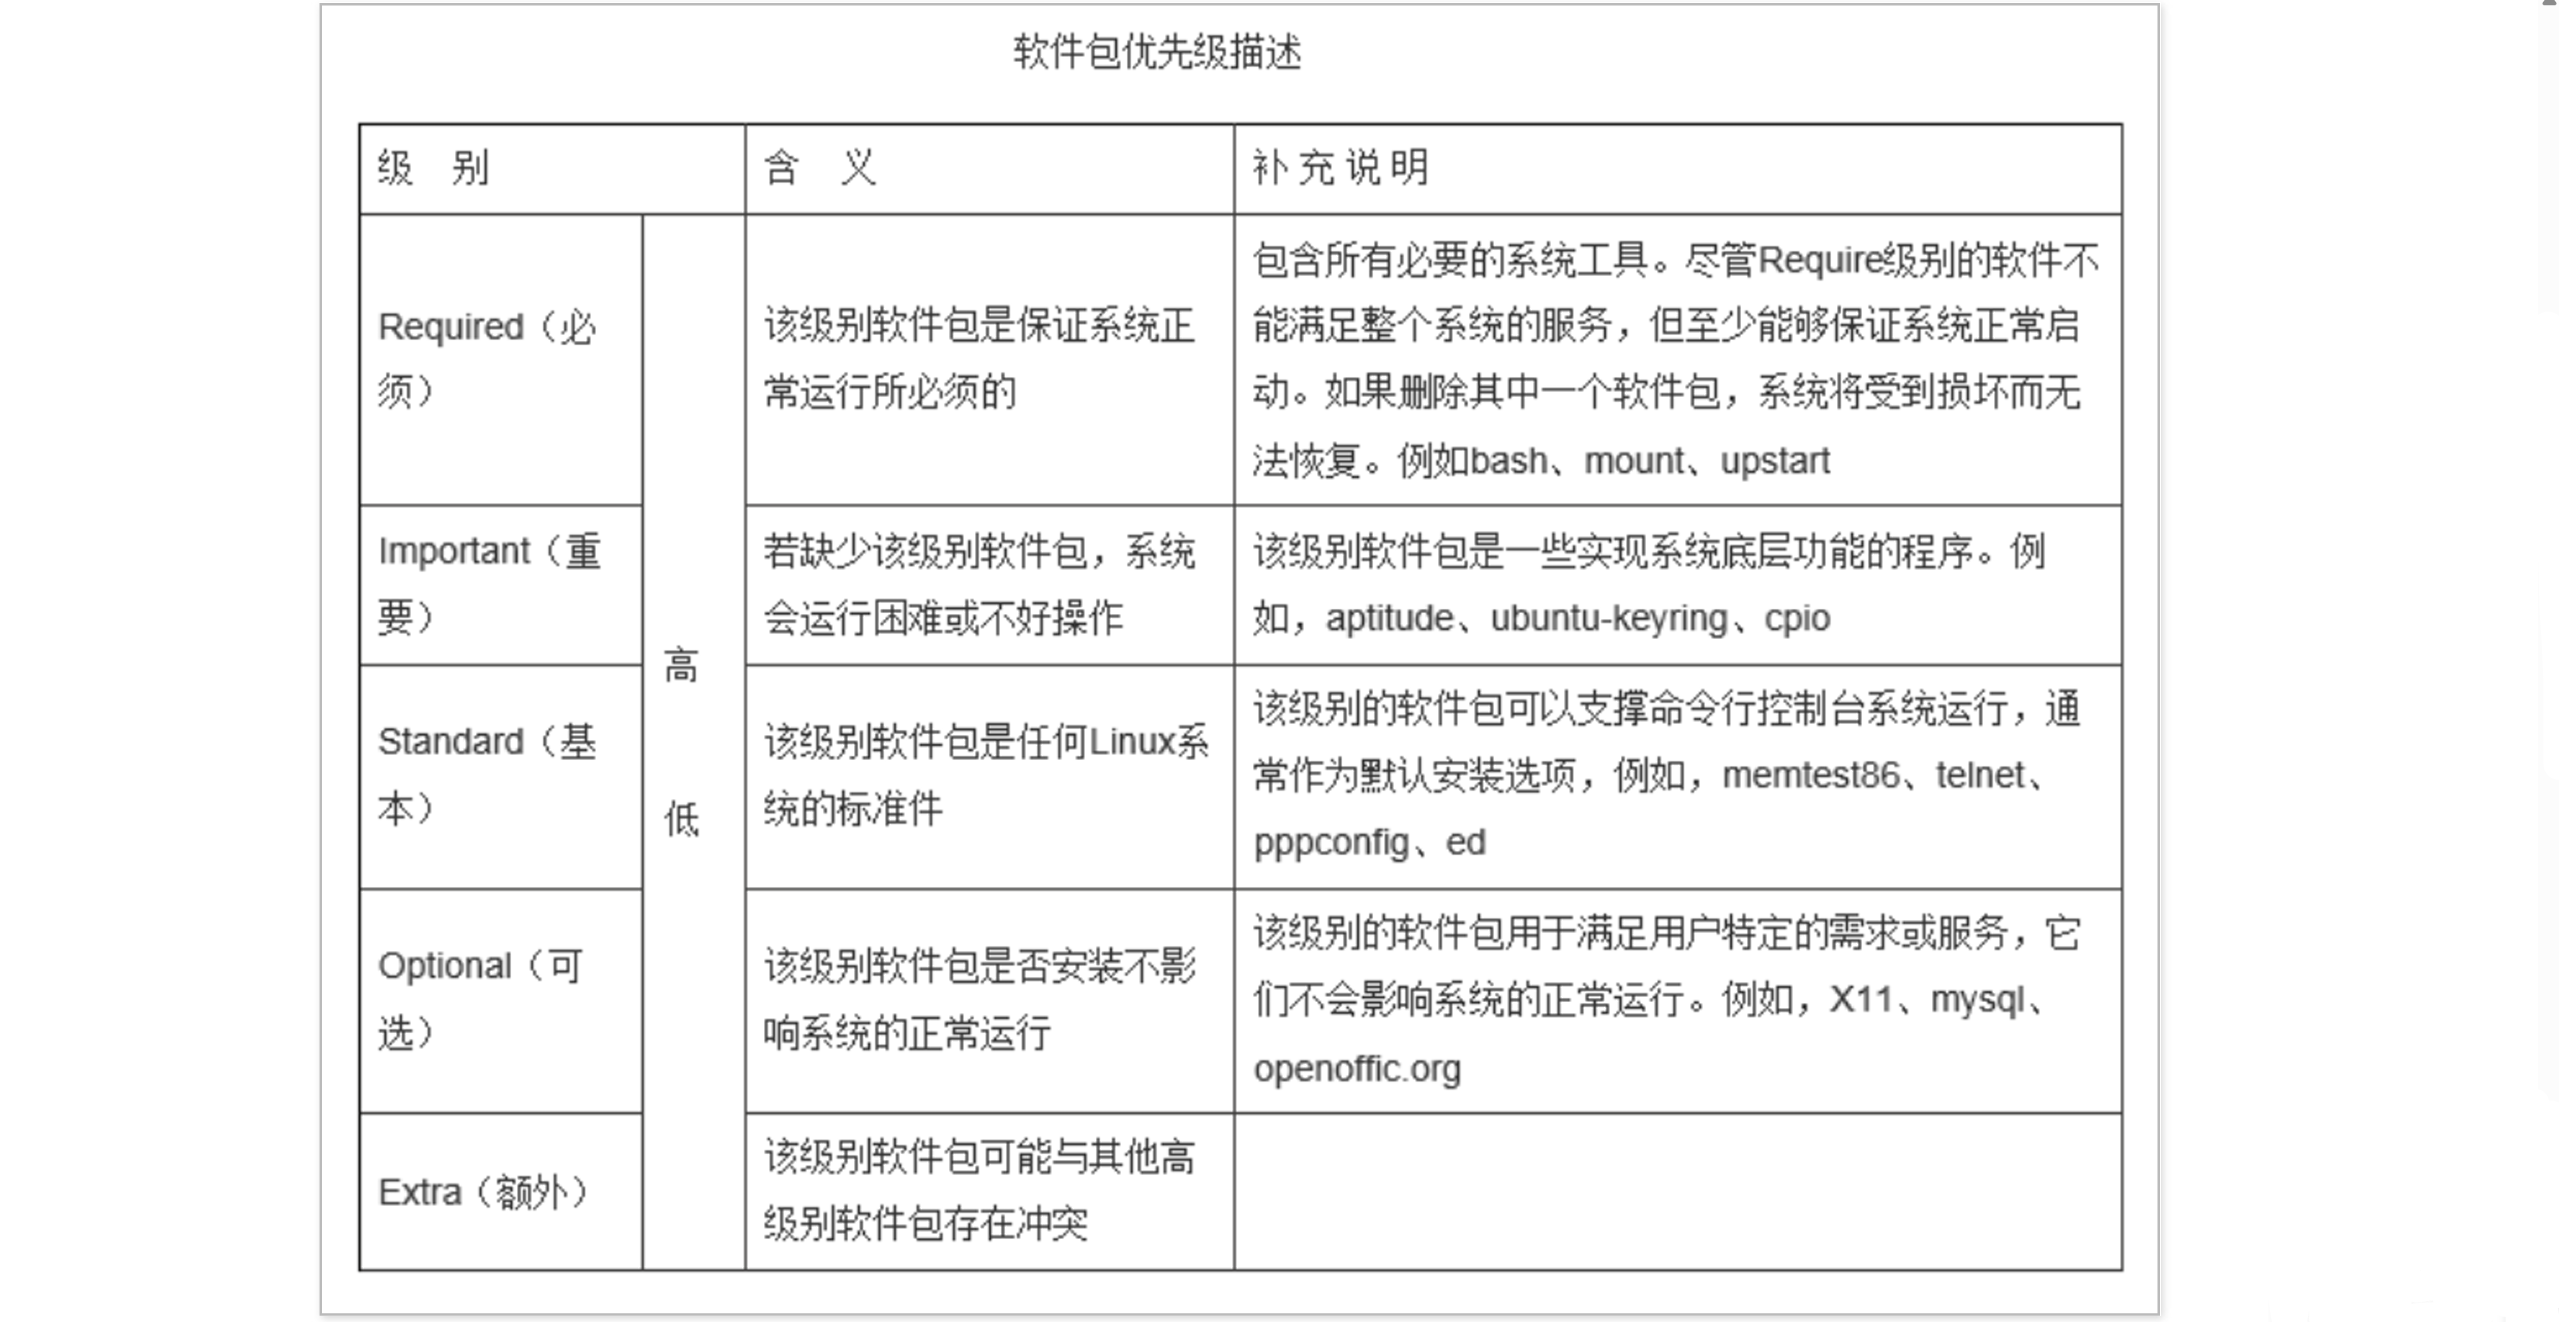 软件包优先级描述
级 别
含 义
补充说明
Required（必
须）
高
低
该级别软件包是保证系统正
常运行所必须的
包含所有必要的系统工具。尽管Require级别的软件不
能满足整个系统的服务，但至少能够保证系统正常启
动。如果删除其中一个软件包，系统将受到损坏而无
法恢复。例如bash、mount、upstart
Important（重
要）
若缺少该级别软件包，系统
会运行困难或不好操作
该级别软件包是一些实现系统底层功能的程序。例
如，aptitude、ubuntu-keyring、cpio
Standard（基
本）
该级别软件包是任何Linux系
统的标准件
该级别的软件包可以支撑命令行控制台系统运行，通
常作为默认安装选项，例如，memtest86、telnet、
pppconfig、ed
Optional（可
选）
该级别软件包是否安装不影
响系统的正常运行
该级别的软件包用于满足用户特定的需求或服务，它
们不会影响系统的正常运行。例如，X11、mysql、
openoffic.org
Extra（额外）
该级别软件包可能与其他高
级别软件包存在冲突